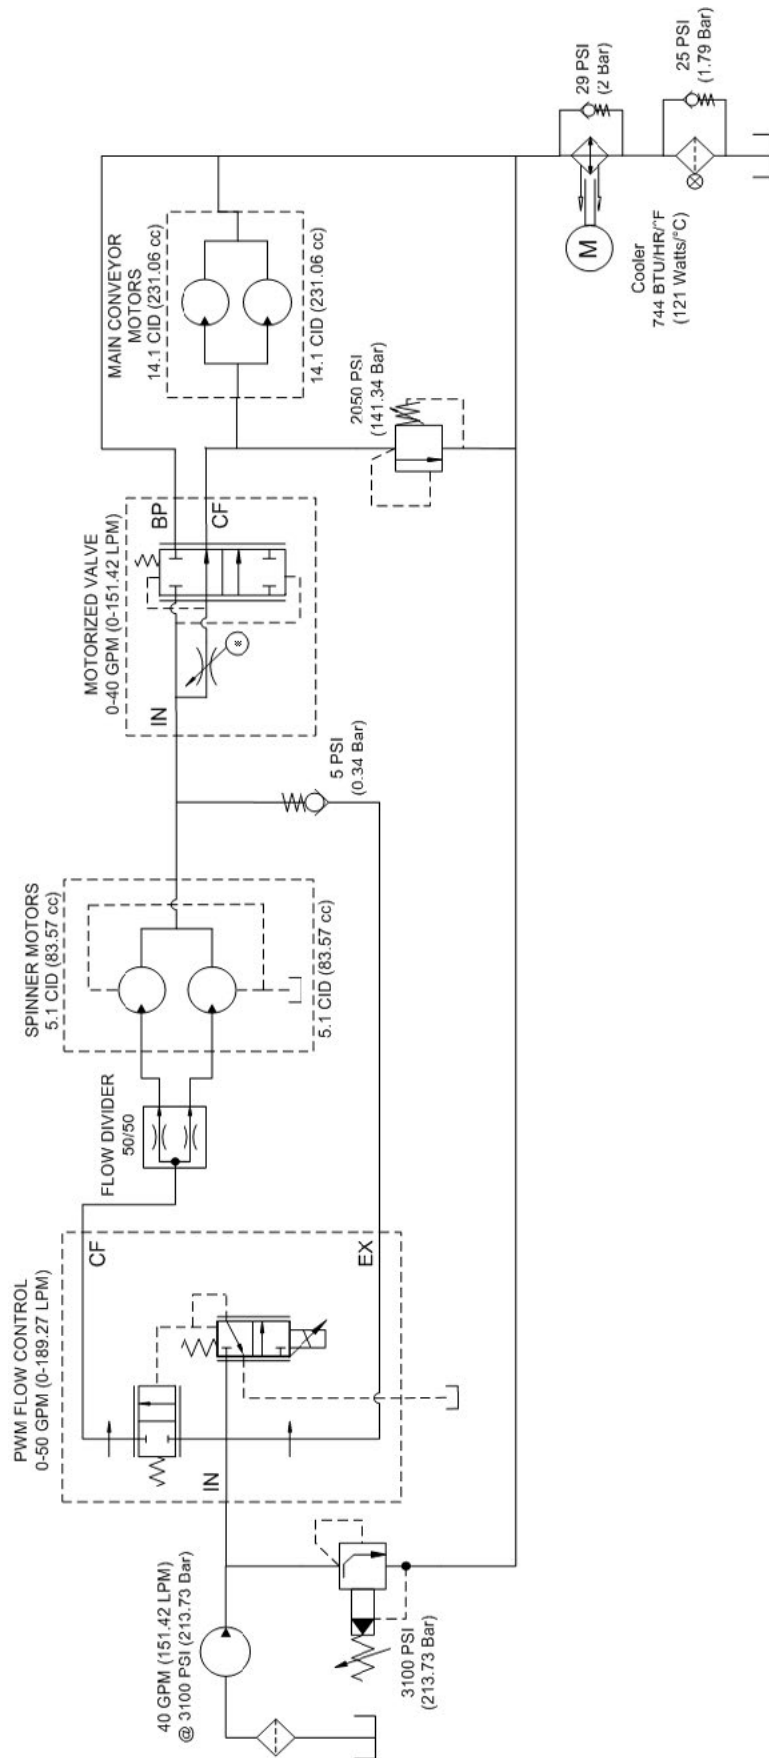 40 GPM (151.42 LPM)
@ 3100 PSI (213.73 Bar)
3100 PSI
(213.73 Bar)
PWM FLOW CONTROL
0-50 GPM (0-189.27 LPM)
IN
CF
EX
FLOW DIVIDER
50/50
SPINNER MOTORS
5.1 CID (83.57 cc)
5.1 CID (83.57 cc)
5 PSI
(0.34 Bar)
MOTORIZED VALVE
0-40 GPM (0-151.42 LPM)
IN
BP
CF
MAIN CONVEYOR
MOTORS
14.1 CID (231.06 cc)
14.1 CID (231.06 cc)
2050 PSI
(141.34 Bar)
29 PSI
(2 Bar)
25 PSI
(1.79 Bar)
M
Cooler
744 BTU/HR/°F
(121 Watts/°C)